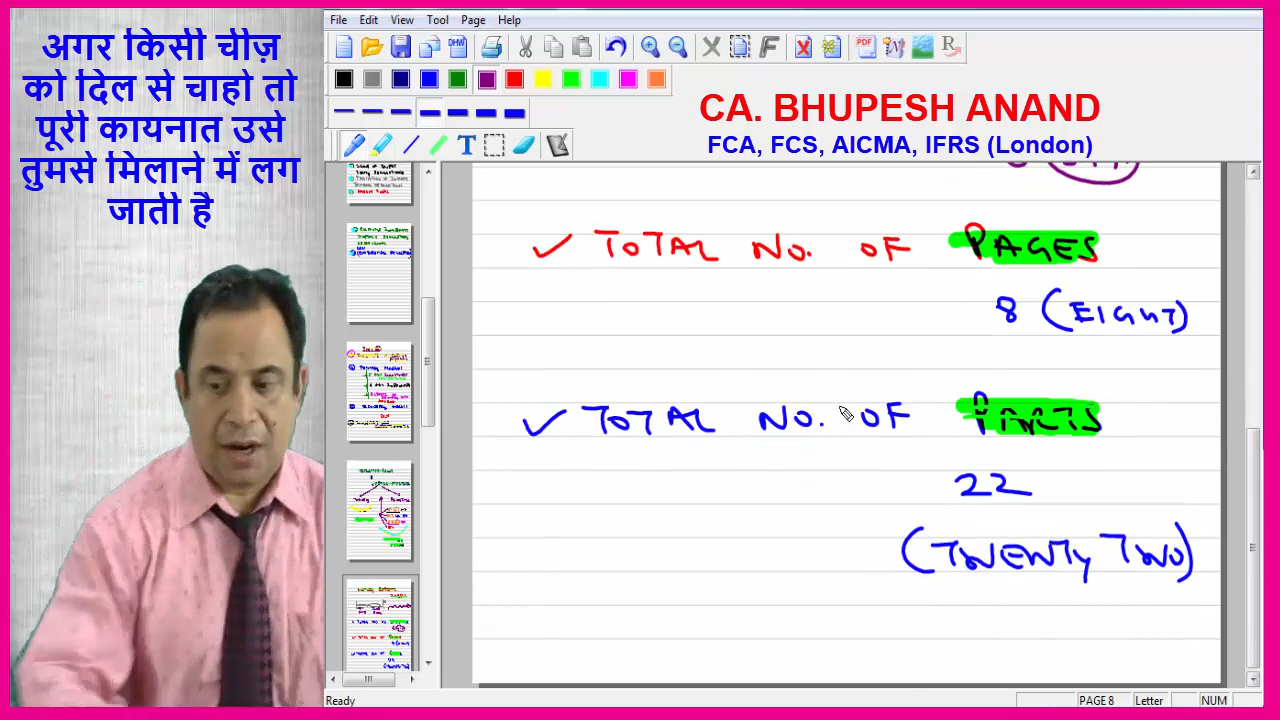 अगर किसी चीज़
को दिल से चाहो तो
पूरी कायनात उसे
तुमसे मिलाने में लग
जाती है
File Edit View Tool Page Help
CA. BHUPESH ANAND
FCA, FCS, AICMA, IFRS (London)
✓ TOTAL NO. OF PAGES
8 (EIGHT)
✓ TOTAL NO. OF PARTS
22
(TWENTY TWO)
Ready
PAGE 8 Letter NUM